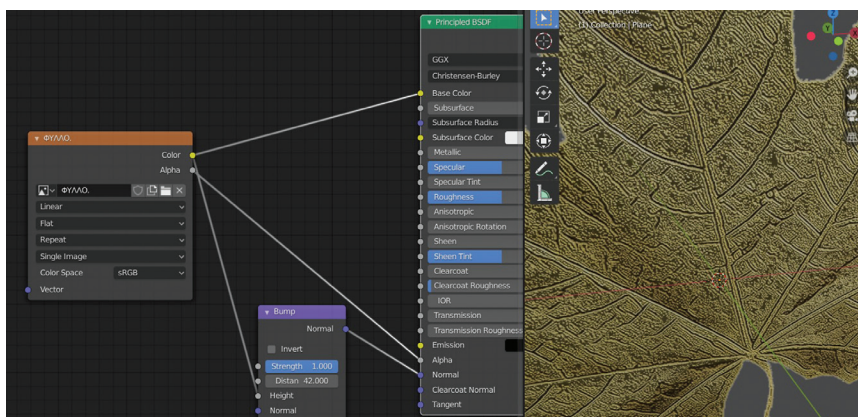 ΦΥΛΛΟ.
Color
Alpha
ΦΥΛΛΟ.
Linear
Flat
Repeat
Single Image
Color Space sRGB
Vector
Bump
Normal
Invert
Strength 1.000
Distan 42.000
Height
Normal
Principled BSDF
GGX
Christensen-Burley
Base Color
Subsurface
Subsurface Radius
Subsurface Color
Metallic
Specular
Specular Tint
Roughness
Anisotropic
Anisotropic Rotation
Sheen
Sheen Tint
Clearcoat
Clearcoat Roughness
IOR
Transmission
Transmission Roughness
Emission
Alpha
Normal
Clearcoat Normal
Tangent
User Perspective
(1) Collection | Plane
Y